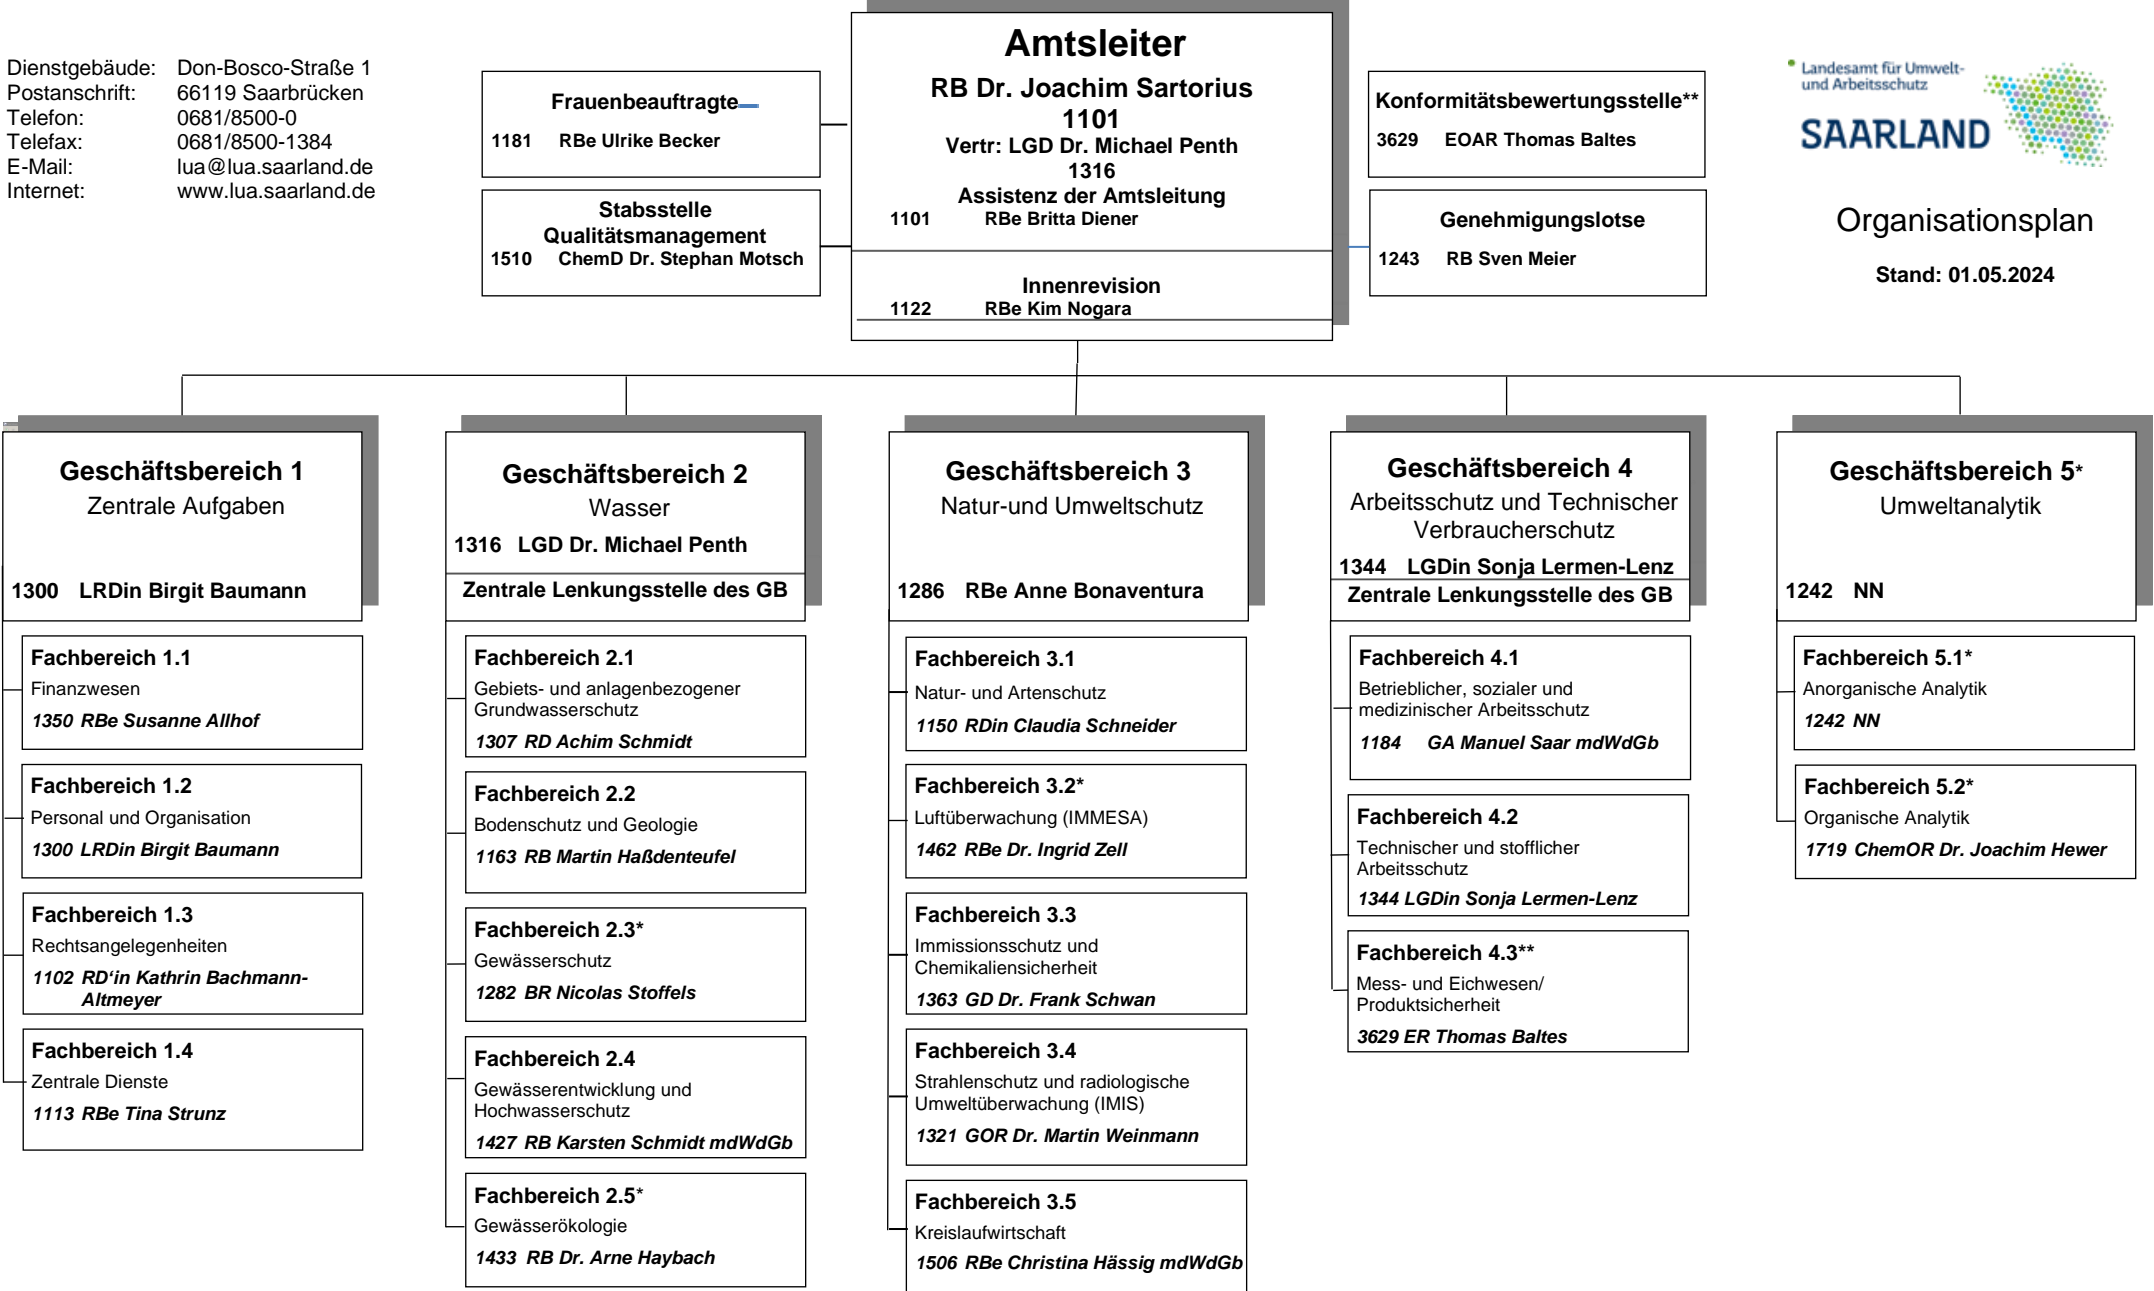 Dienstgebäude: Don-Bosco-Straße 1
Postanschrift: 66119 Saarbrücken
Telefon: 0681/8500-0
Telefax: 0681/8500-1384
E-Mail: lua@lua.saarland.de
Internet: www.lua.saarland.de
Frauenbeauftragte
1181 RBe Ulrike Becker
Stabsstelle
Qualitätsmanagement
1510 ChemD Dr. Stephan Motsch
Amtsleiter
RB Dr. Joachim Sartorius
1101
Vertr: LGD Dr. Michael Penth
1316
Assistenz der Amtsleitung
1101 RBe Britta Diener
Innenrevision
1122 RBe Kim Nogara
Konformitätsbewertungsstelle**
3629 EOAR Thomas Baltes
Genehmigungslotse
1243 RB Sven Meier
Landesamt für Umwelt-
und Arbeitsschutz
SAARLAND
Organisationsplan
Stand: 01.05.2024
Geschäftsbereich 1
Zentrale Aufgaben
1300 LRDin Birgit Baumann
Fachbereich 1.1
Finanzwesen
1350 RBe Susanne Allhof
Fachbereich 1.2
Personal und Organisation
1300 LRDin Birgit Baumann
Fachbereich 1.3
Rechtsangelegenheiten
1102 RD‘in Kathrin Bachmann-
Altmeyer
Fachbereich 1.4
Zentrale Dienste
1113 RBe Tina Strunz
Geschäftsbereich 2
Wasser
1316 LGD Dr. Michael Penth
Zentrale Lenkungsstelle des GB
Fachbereich 2.1
Gebiets- und anlagenbezogener
Grundwasserschutz
1307 RD Achim Schmidt
Fachbereich 2.2
Bodenschutz und Geologie
1163 RB Martin Haßdenteufel
Fachbereich 2.3*
Gewässerschutz
1282 BR Nicolas Stoffels
Fachbereich 2.4
Gewässerentwicklung und
Hochwasserschutz
1427 RB Karsten Schmidt mdWdGb
Fachbereich 2.5*
Gewässerökologie
1433 RB Dr. Arne Haybach
Geschäftsbereich 3
Natur-und Umweltschutz
1286 RBe Anne Bonaventura
Fachbereich 3.1
Natur- und Artenschutz
1150 RDin Claudia Schneider
Fachbereich 3.2*
Luftüberwachung (IMMESA)
1462 RBe Dr. Ingrid Zell
Fachbereich 3.3
Immissionsschutz und
Chemikaliensicherheit
1363 GD Dr. Frank Schwan
Fachbereich 3.4
Strahlenschutz und radiologische
Umweltüberwachung (IMIS)
1321 GOR Dr. Martin Weinmann
Fachbereich 3.5
Kreislaufwirtschaft
1506 RBe Christina Hässig mdWdGb
Geschäftsbereich 4
Arbeitsschutz und Technischer
Verbraucherschutz
1344 LGDin Sonja Lermen-Lenz
Zentrale Lenkungsstelle des GB
Fachbereich 4.1
Betrieblicher, sozialer und
medizinischer Arbeitsschutz
1184 GA Manuel Saar mdWdGb
Fachbereich 4.2
Technischer und stofflicher
Arbeitsschutz
1344 LGDin Sonja Lermen-Lenz
Fachbereich 4.3**
Mess- und Eichwesen/
Produktsicherheit
3629 ER Thomas Baltes
Geschäftsbereich 5*
Umweltanalytik
1242 NN
Fachbereich 5.1*
Anorganische Analytik
1242 NN
Fachbereich 5.2*
Organische Analytik
1719 ChemOR Dr. Joachim Hewer